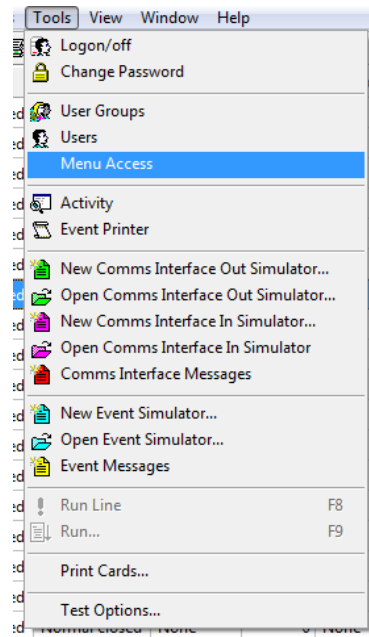 Tools View Window Help
Logon/off
Change Password
User Groups
Users
Menu Access
Activity
Event Printer
New Comms Interface Out Simulator...
Open Comms Interface Out Simulator...
New Comms Interface In Simulator...
Open Comms Interface In Simulator
Comms Interface Messages
New Event Simulator...
Open Event Simulator...
Event Messages
Run Line F8
Run... F9
Print Cards...
Test Options...